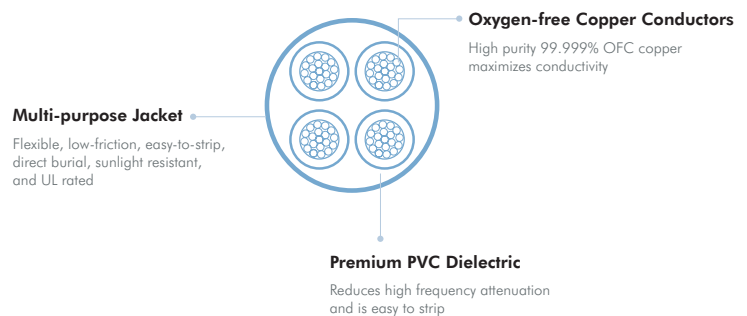 Oxygen-free Copper Conductors
High purity 99.999% OFC copper
maximizes conductivity
Multi-purpose Jacket
Flexible, low-friction, easy-to-strip,
direct burial, sunlight resistant,
and UL rated
Premium PVC Dielectric
Reduces high frequency attenuation
and is easy to strip